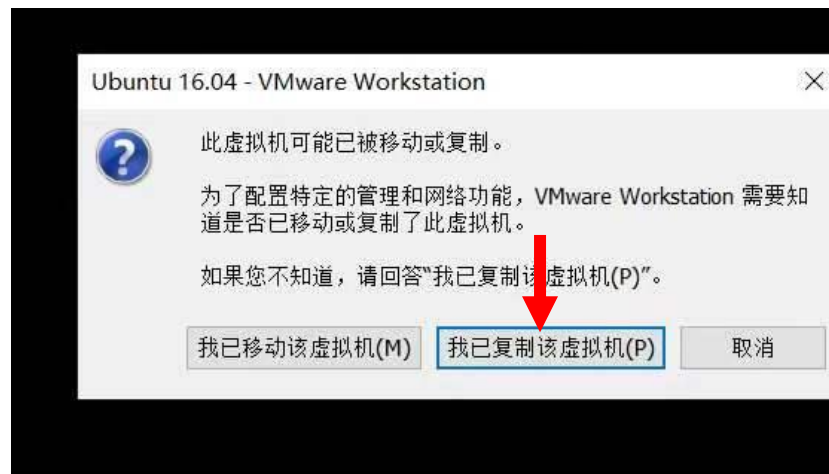 Ubuntu 16.04 - VMware Workstation
此虚拟机可能已被移动或复制。
为了配置特定的管理和网络功能，VMware Workstation 需要知
道是否已移动或复制了此虚拟机。
如果您不知道，请回答“我已复制该虚拟机(P)”。
我已移动该虚拟机(M) 我已复制该虚拟机(P) 取消